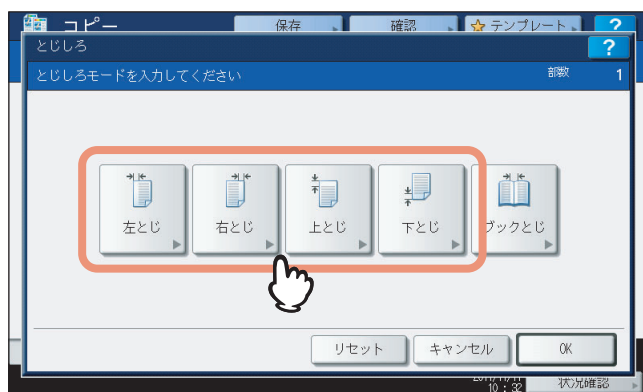 コピー 保存 確認 テンプレート ?
とじしろ ?
とじしろモードを入力してください 部数 1
左とじ 右とじ 上とじ 下とじ ブックとじ
リセット キャンセル OK
10:32 状況確認